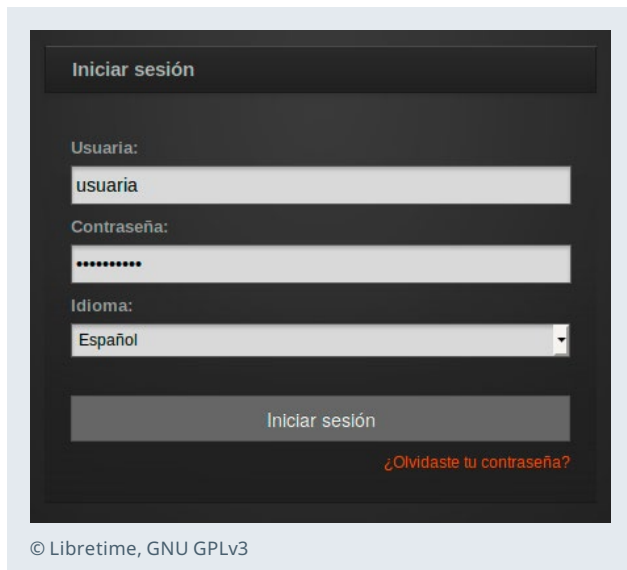 Iniciar sesión
Usuaria:
usuaria
Contraseña:
••••••••••
Idioma:
Español
Iniciar sesión
¿Olvidaste tu contraseña?
© Libretime, GNU GPLv3